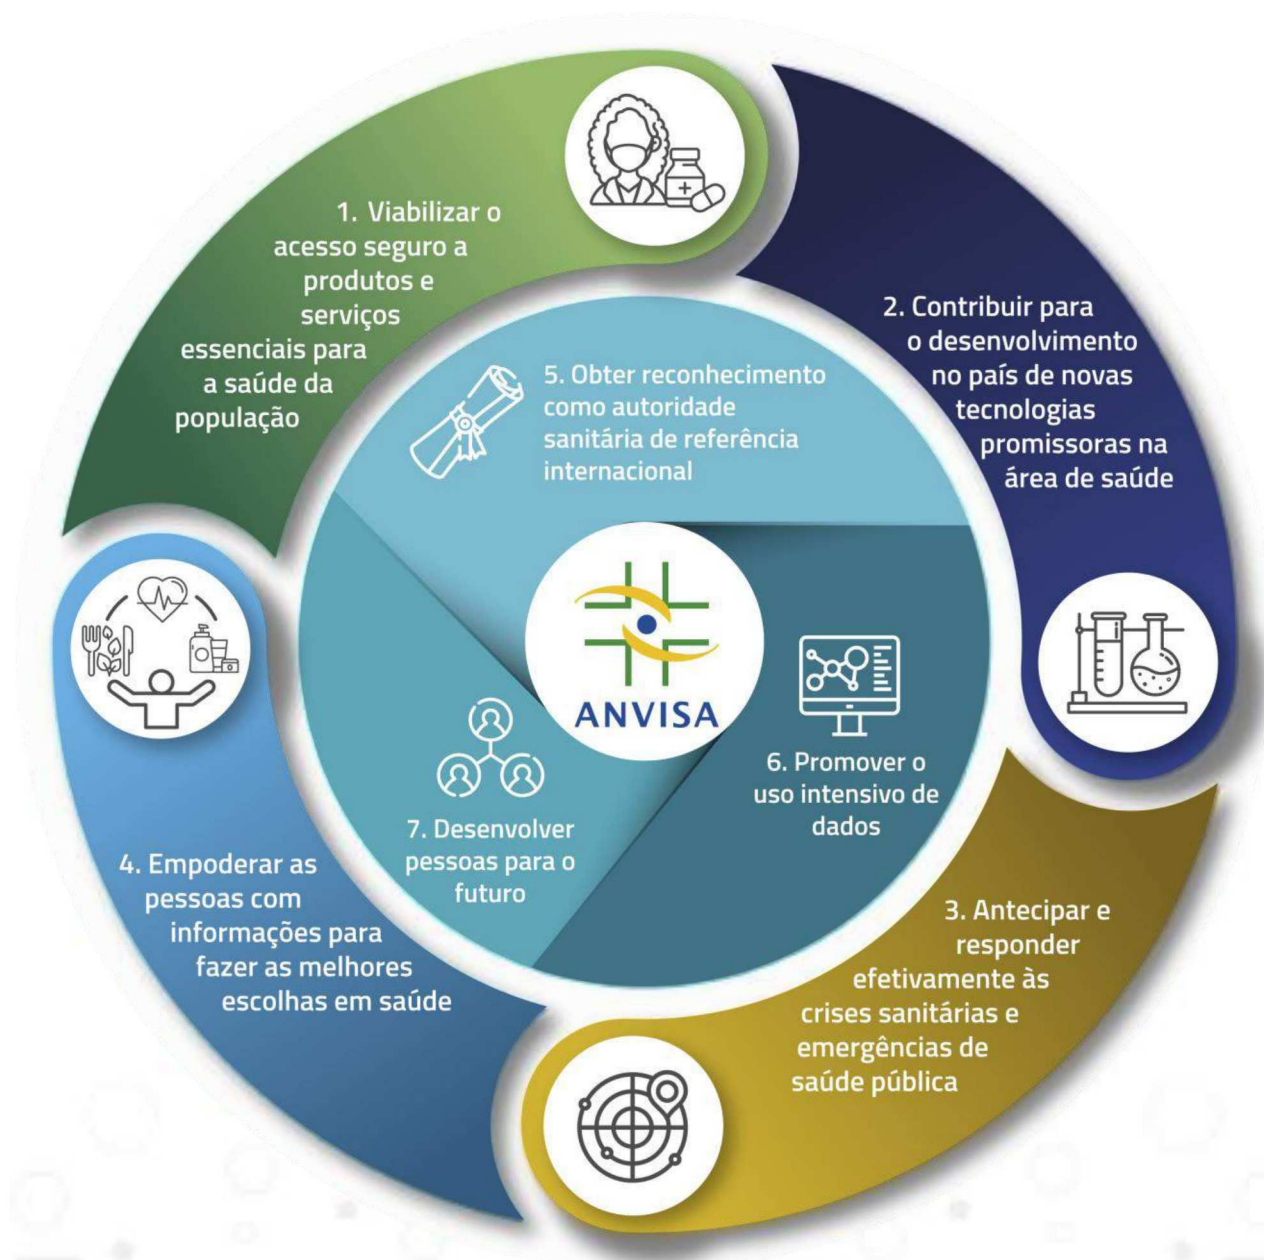 1. Viabilizar o
acesso seguro a
produtos e
serviços
essenciais para
a saúde da
população
2. Contribuir para
o desenvolvimento
no país de novas
tecnologias
promissoras na
área de saúde
3. Antecipar e
responder
efetivamente às
crises sanitárias e
emergências de
saúde pública
4. Empoderar as
pessoas com
informações para
fazer as melhores
escolhas em saúde
5. Obter reconhecimento
como autoridade
sanitária de referência
internacional
6. Promover o
uso intensivo de
dados
7. Desenvolver
pessoas para o
futuro
ANVISA